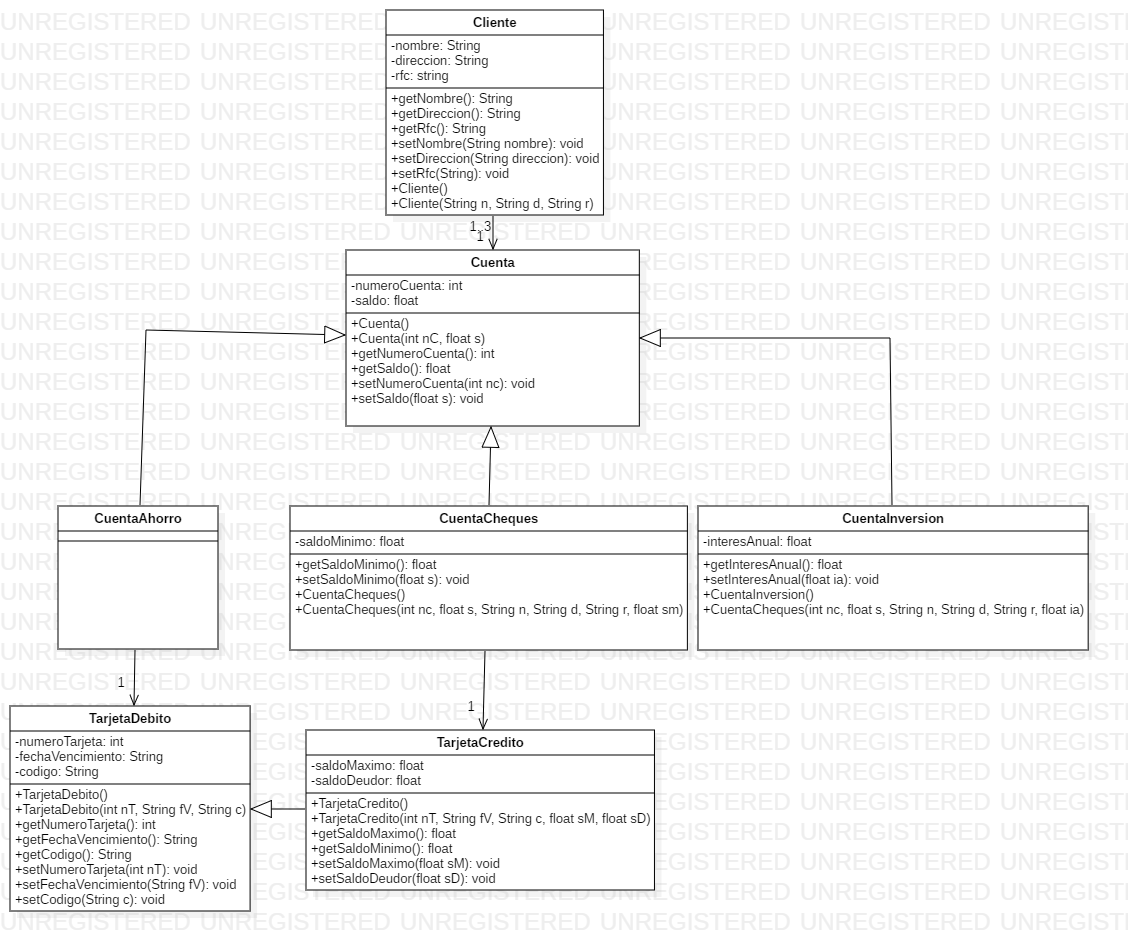 Cliente
-nombre: String
-direccion: String
-rfc: string
+getNombre(): String
+getDireccion(): String
+getRfc(): String
+setNombre(String nombre): void
+setDireccion(String direccion): void
+setRfc(String): void
+Cliente()
+Cliente(String n, String d, String r)
1, 3
1
Cuenta
-numeroCuenta: int
-saldo: float
+Cuenta()
+Cuenta(int nC, float s)
+getNumeroCuenta(): int
+getSaldo(): float
+setNumeroCuenta(int nc): void
+setSaldo(float s): void
CuentaAhorro
CuentaCheques
-saldoMinimo: float
+getSaldoMinimo(): float
+setSaldoMinimo(float s): void
+CuentaCheques()
+CuentaCheques(int nc, float s, String n, String d, String r, float sm)
CuentaInversion
-interesAnual: float
+getInteresAnual(): float
+setInteresAnual(float ia): void
+CuentaInversion()
+CuentaCheques(int nc, float s, String n, String d, String r, float ia)
1
1
TarjetaDebito
-numeroTarjeta: int
-fechaVencimiento: String
-codigo: String
+TarjetaDebito()
+TarjetaDebito(int nT, String fV, String c)
+getNumeroTarjeta(): int
+getFechaVencimiento(): String
+getCodigo(): String
+setNumeroTarjeta(int nT): void
+setFechaVencimiento(String fV): void
+setCodigo(String c): void
TarjetaCredito
-saldoMaximo: float
-saldoDeudor: float
+TarjetaCredito()
+TarjetaCredito(int nT, String fV, String c, float sM, float sD)
+getSaldoMaximo(): float
+getSaldoMinimo(): float
+setSaldoMaximo(float sM): void
+setSaldoDeudor(float sD): void
UNREGISTERED